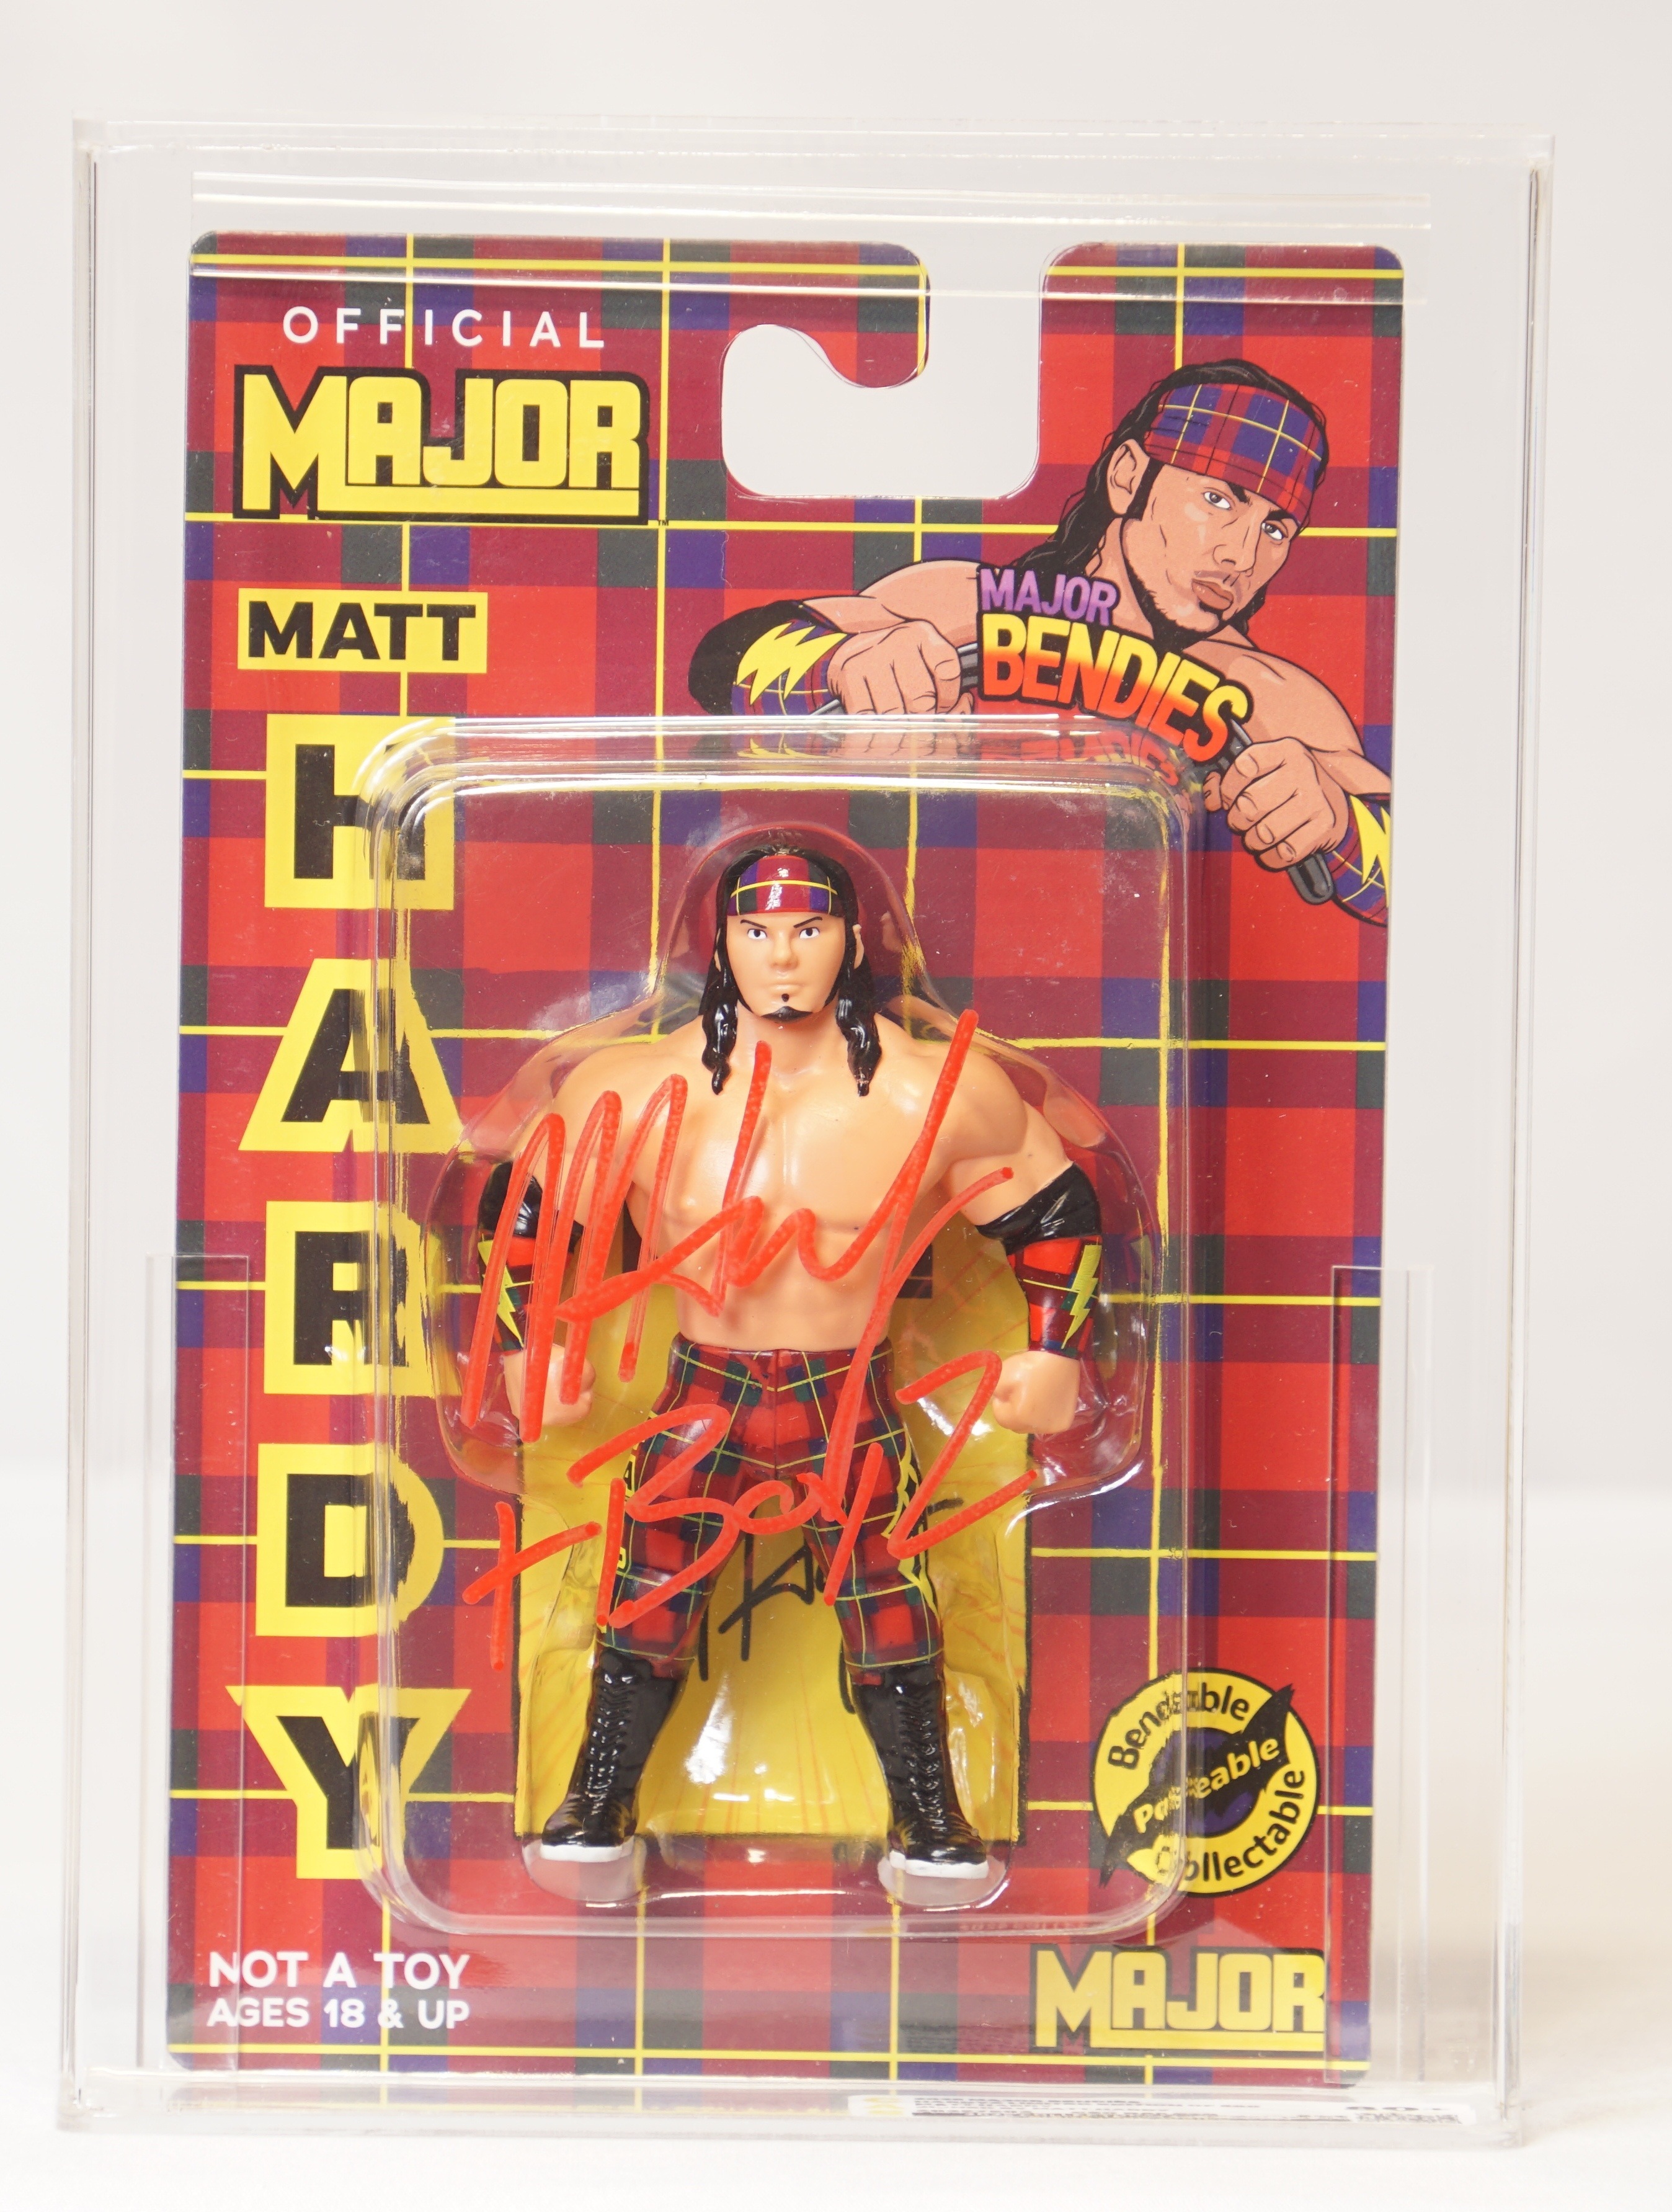 OFFICIAL
MAJOR
MATT
HARDY
MAJOR
BENDIES
Bendable
Poseable
Collectable
NOT A TOY
AGES 18 & UP
MAJOR